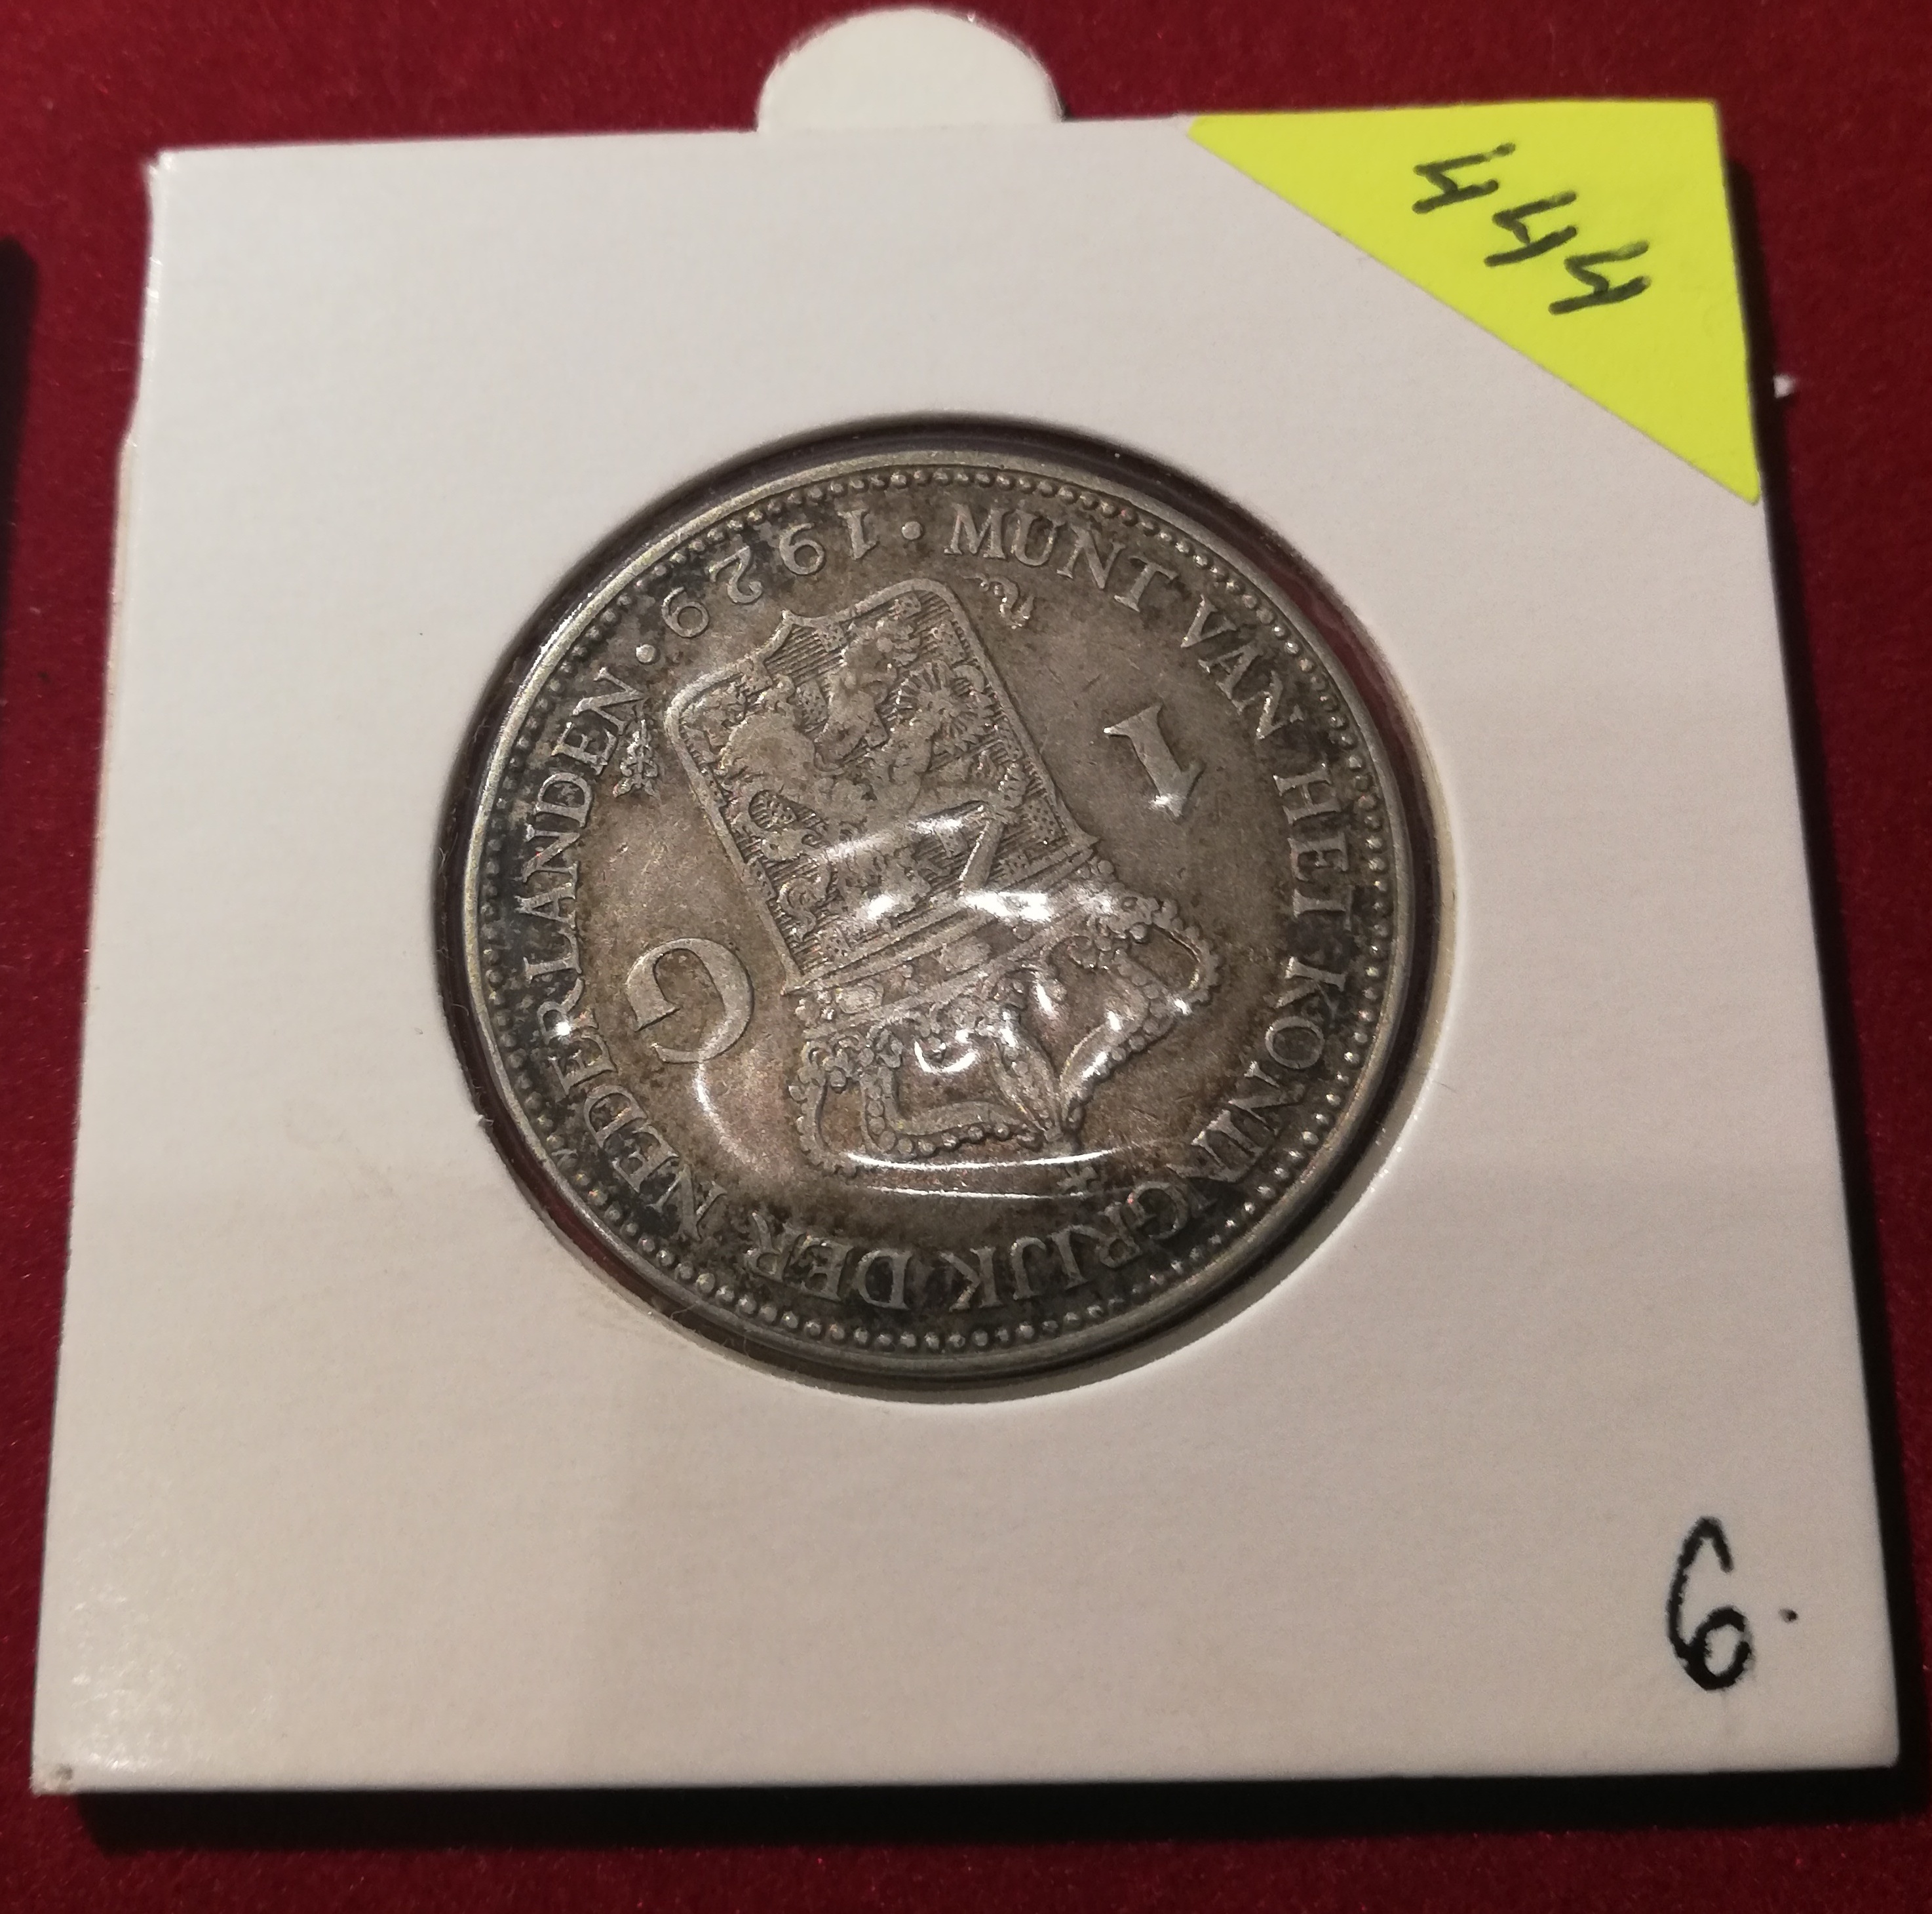 444
MUNT VAN HET KONINGRIJK DER NEDERLANDEN · 1929 ·
1 G
6.